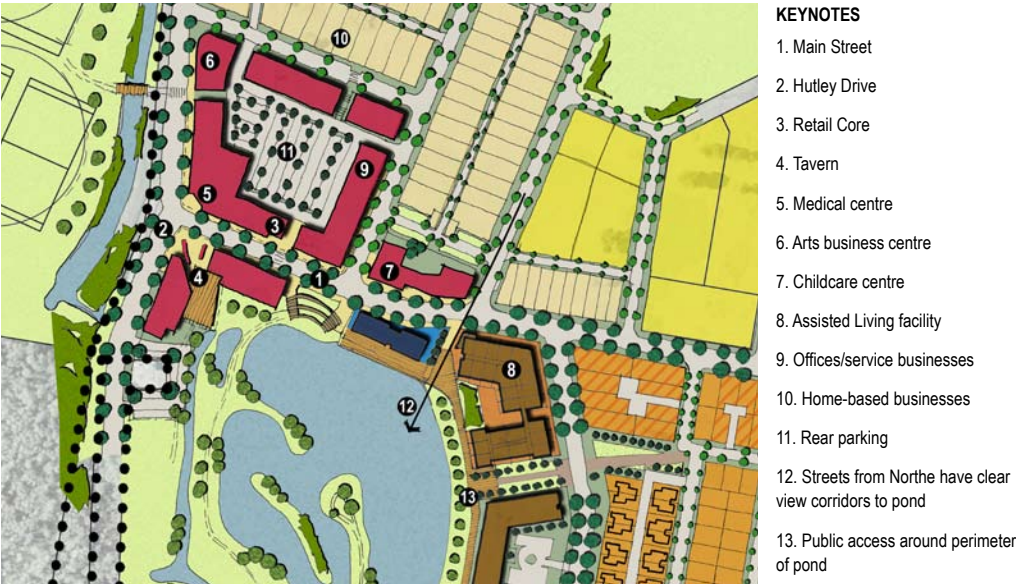 KEYNOTES
1. Main Street
2. Hutley Drive
3. Retail Core
4. Tavern
5. Medical centre
6. Arts business centre
7. Childcare centre
8. Assisted Living facility
9. Offices/service businesses
10. Home-based businesses
11. Rear parking
12. Streets from Northe have clear
view corridors to pond
13. Public access around perimeter
of pond
10
6
11
9
5
3
2
7
4
1
8
12
13